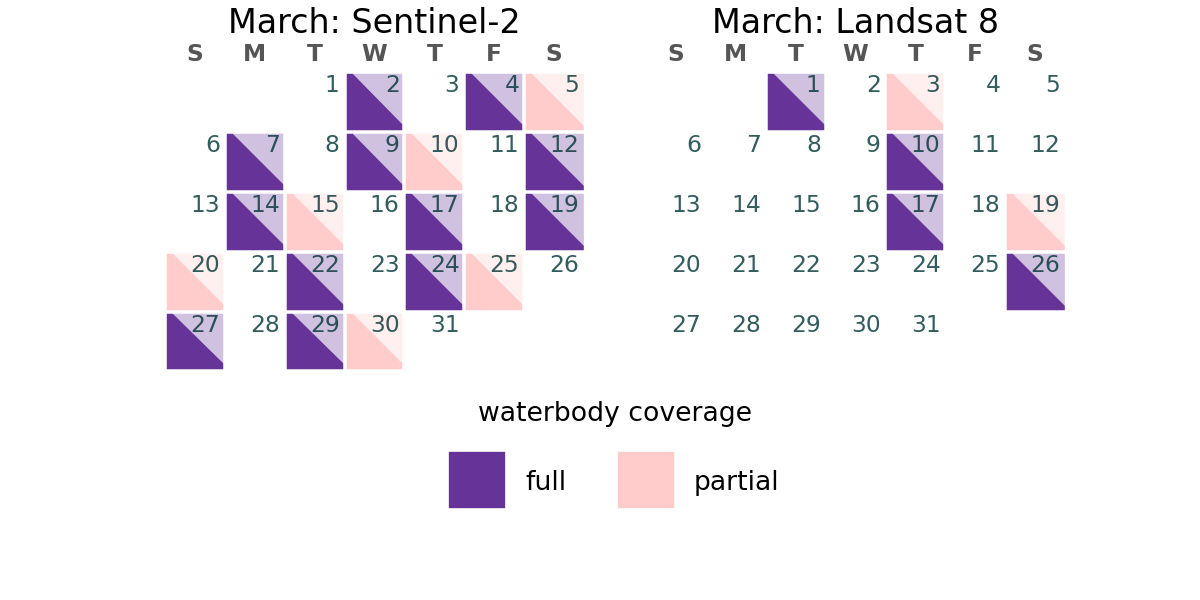 March: Sentinel-2
S M T W T F S
1 2 3 4 5
6 7 8 9 10 11 12
13 14 15 16 17 18 19
20 21 22 23 24 25 26
27 28 29 30 31
March: Landsat 8
S M T W T F S
1 2 3 4 5
6 7 8 9 10 11 12
13 14 15 16 17 18 19
20 21 22 23 24 25 26
27 28 29 30 31
waterbody coverage
full partial